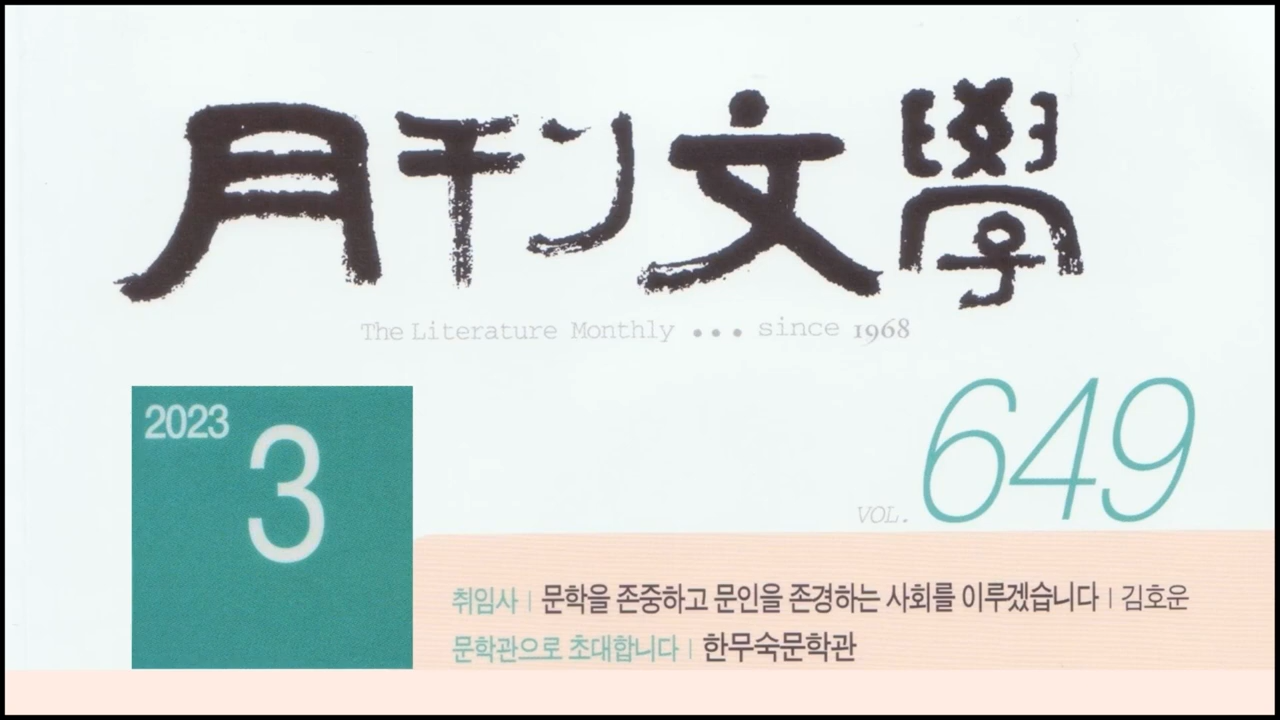 月刊文學
The Literature Monthly ... since 1968
2023
3
VOL. 649
취임사 | 문학을 존중하고 문인을 존경하는 사회를 이루겠습니다 | 김호운
문학관으로 초대합니다 | 한무숙문학관